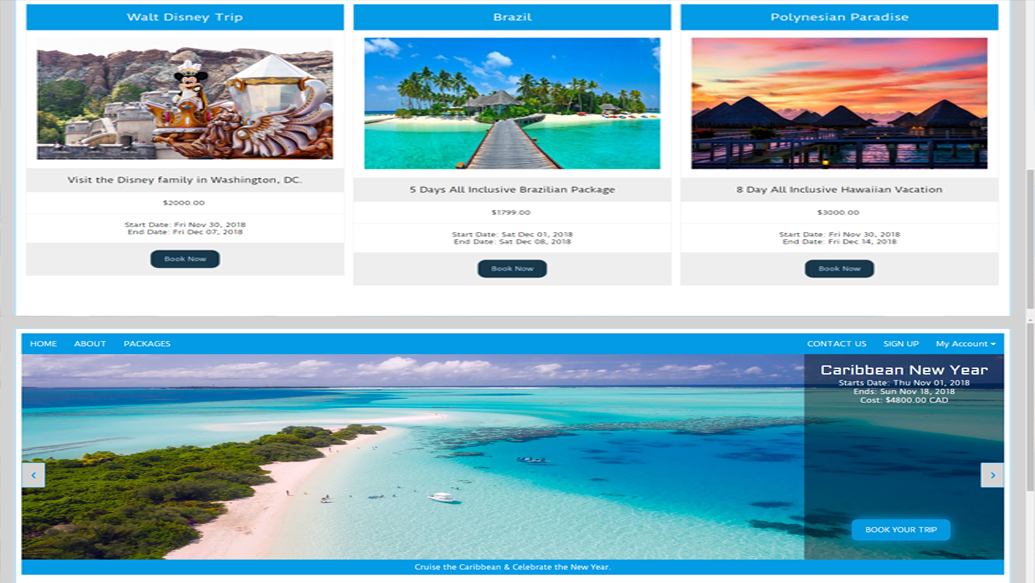 Walt Disney Trip
Visit the Disney family in Washington, DC.
$2000.00
Start Date: Fri Nov 30, 2018
End Date: Fri Dec 07, 2018
Book Now
Brazil
5 Days All Inclusive Brazilian Package
$1799.00
Start Date: Sat Dec 01, 2018
End Date: Sat Dec 08, 2018
Book Now
Polynesian Paradise
8 Day All Inclusive Hawaiian Vacation
$3000.00
Start Date: Fri Nov 30, 2018
End Date: Fri Dec 14, 2018
Book Now
HOME ABOUT PACKAGES CONTACT US SIGN UP My Account
Caribbean New Year
Starts Date: Thu Nov 01, 2018
Ends: Sun Nov 18, 2018
Cost: $4800.00 CAD
BOOK YOUR TRIP
Cruise the Caribbean & Celebrate the New Year.